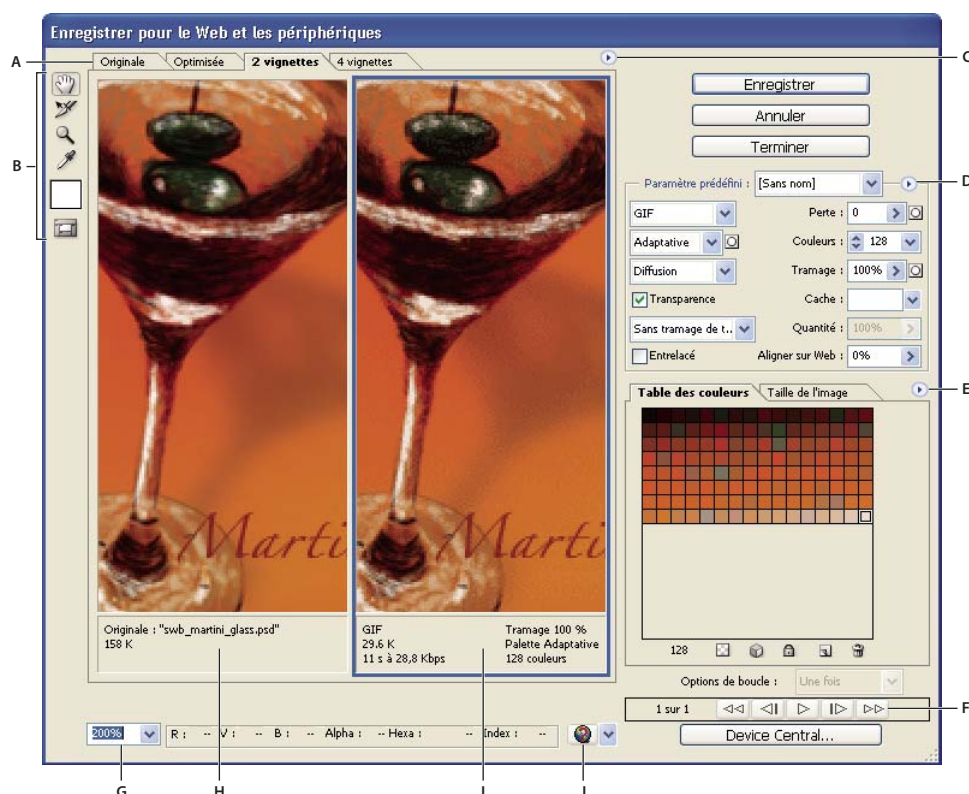 Enregistrer pour le Web et les périphériques
A
Originale Optimisée 2 vignettes 4 vignettes
C
B
Enregistrer
Annuler
Terminer
D
Paramètre prédéfini : [Sans nom]
GIF Perte : 0
Adaptative Couleurs : 128
Diffusion Tramage : 100%
Transparence Cache :
Sans tramage de t.. Quantité : 100%
Entrelacé Aligner sur Web : 0%
E
Table des couleurs Taille de l'image
Marti
Marti
Originale : "swb_martini_glass.psd"
158 K
GIF Tramage 100 %
29,6 K Palette Adaptative
11 s à 28,8 Kbps 128 couleurs
128
Options de boucle : Une fois
1 sur 1
F
200% R : -- V : -- B : -- Alpha : -- Hexa : -- Index : --
Device Central...
G H I J